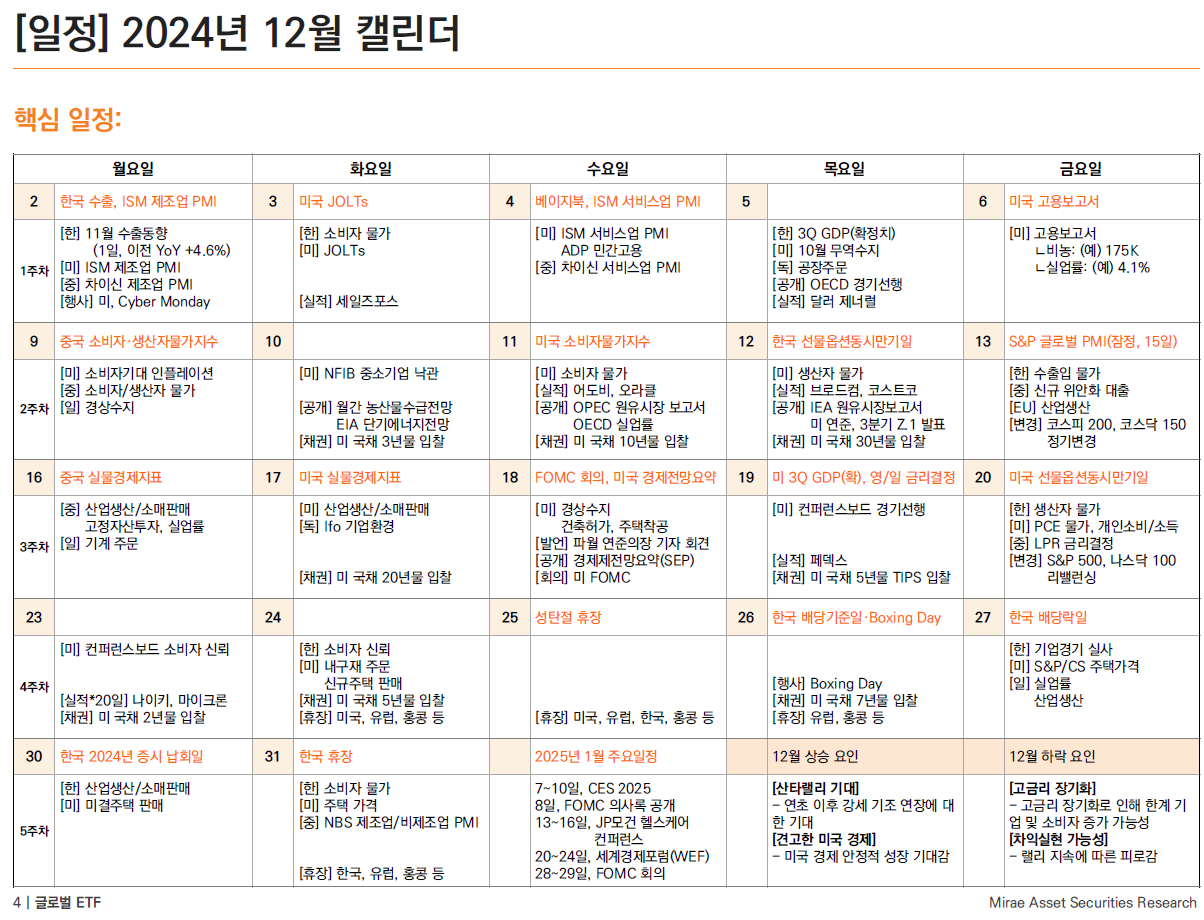 [일정] 2024년 12월 캘린더
핵심 일정:
월요일 화요일 수요일 목요일 금요일
2 한국 수출, ISM 제조업 PMI 3 미국 JOLTs 4 베이지북, ISM 서비스업 PMI 5 6 미국 고용보고서
1주차
[한] 11월 수출동향
(1일, 이전 YoY +4.6%)
[미] ISM 제조업 PMI
[중] 차이신 제조업 PMI
[행사] 미, Cyber Monday
[한] 소비자 물가
[미] JOLTs
[실적] 세일즈포스
[미] ISM 서비스업 PMI
ADP 민간고용
[중] 차이신 서비스업 PMI
[한] 3Q GDP(확정치)
[미] 10월 무역수지
[독] 공장주문
[공개] OECD 경기선행
[실적] 달러 제너럴
[미] 고용보고서
ㄴ비농: (예) 175K
ㄴ실업률: (예) 4.1%
9 중국 소비자·생산자물가지수 10 11 미국 소비자물가지수 12 한국 선물옵션동시만기일 13 S&P 글로벌 PMI(잠정, 15일)
2주차
[미] 소비자기대 인플레이션
[중] 소비자/생산자 물가
[일] 경상수지
[미] NFIB 중소기업 낙관
[공개] 월간 농산물수급전망
EIA 단기에너지전망
[채권] 미 국채 3년물 입찰
[미] 소비자 물가
[실적] 어도비, 오라클
[공개] OPEC 원유시장 보고서
OECD 실업률
[채권] 미 국채 10년물 입찰
[미] 생산자 물가
[실적] 브로드컴, 코스트코
[공개] IEA 원유시장보고서
미 연준, 3분기 Z.1 발표
[채권] 미 국채 30년물 입찰
[한] 수출입 물가
[중] 신규 위안화 대출
[EU] 산업생산
[변경] 코스피 200, 코스닥 150
정기변경
16 중국 실물경제지표 17 미국 실물경제지표 18 FOMC 회의, 미국 경제전망요약 19 미 3Q GDP(확), 영/일 금리결정 20 미국 선물옵션동시만기일
3주차
[중] 산업생산/소매판매
고정자산투자, 실업률
[일] 기계 주문
[미] 산업생산/소매판매
[독] Ifo 기업환경
[채권] 미 국채 20년물 입찰
[미] 경상수지
건축허가, 주택착공
[발언] 파월 연준의장 기자 회견
[공개] 경제제전망요약(SEP)
[회의] 미 FOMC
[미] 컨퍼런스보드 경기선행
[실적] 페덱스
[채권] 미 국채 5년물 TIPS 입찰
[한] 생산자 물가
[미] PCE 물가, 개인소비/소득
[중] LPR 금리결정
[변경] S&P 500, 나스닥 100
리밸런싱
23 24 25 성탄절 휴장 26 한국 배당기준일·Boxing Day 27 한국 배당락일
4주차
[미] 컨퍼런스보드 소비자 신뢰
[실적*20일] 나이키, 마이크론
[채권] 미 국채 2년물 입찰
[한] 소비자 신뢰
[미] 내구재 주문
신규주택 판매
[채권] 미 국채 5년물 입찰
[휴장] 미국, 유럽, 홍콩 등
[휴장] 미국, 유럽, 한국, 홍콩 등
[행사] Boxing Day
[채권] 미 국채 7년물 입찰
[휴장] 유럽, 홍콩 등
[한] 기업경기 실사
[미] S&P/CS 주택가격
[일] 실업률
산업생산
30 한국 2024년 증시 납회일 31 한국 휴장 2025년 1월 주요일정 12월 상승 요인 12월 하락 요인
5주차
[한] 산업생산/소매판매
[미] 미결주택 판매
[한] 소비자 물가
[미] 주택 가격
[중] NBS 제조업/비제조업 PMI
[휴장] 한국, 유럽, 홍콩 등
7~10일, CES 2025
8일, FOMC 의사록 공개
13~16일, JP모건 헬스케어
컨퍼런스
20~24일, 세계경제포럼(WEF)
28~29일, FOMC 회의
[산타랠리 기대]
- 연초 이후 강세 기조 연장에 대
한 기대
[견고한 미국 경제]
- 미국 경제 안정적 성장 기대감
[고금리 장기화]
- 고금리 장기화로 인해 한계 기
업 및 소비자 증가 가능성
[차익실현 가능성]
- 랠리 지속에 따른 피로감
4 | 글로벌 ETF
Mirae Asset Securities Research